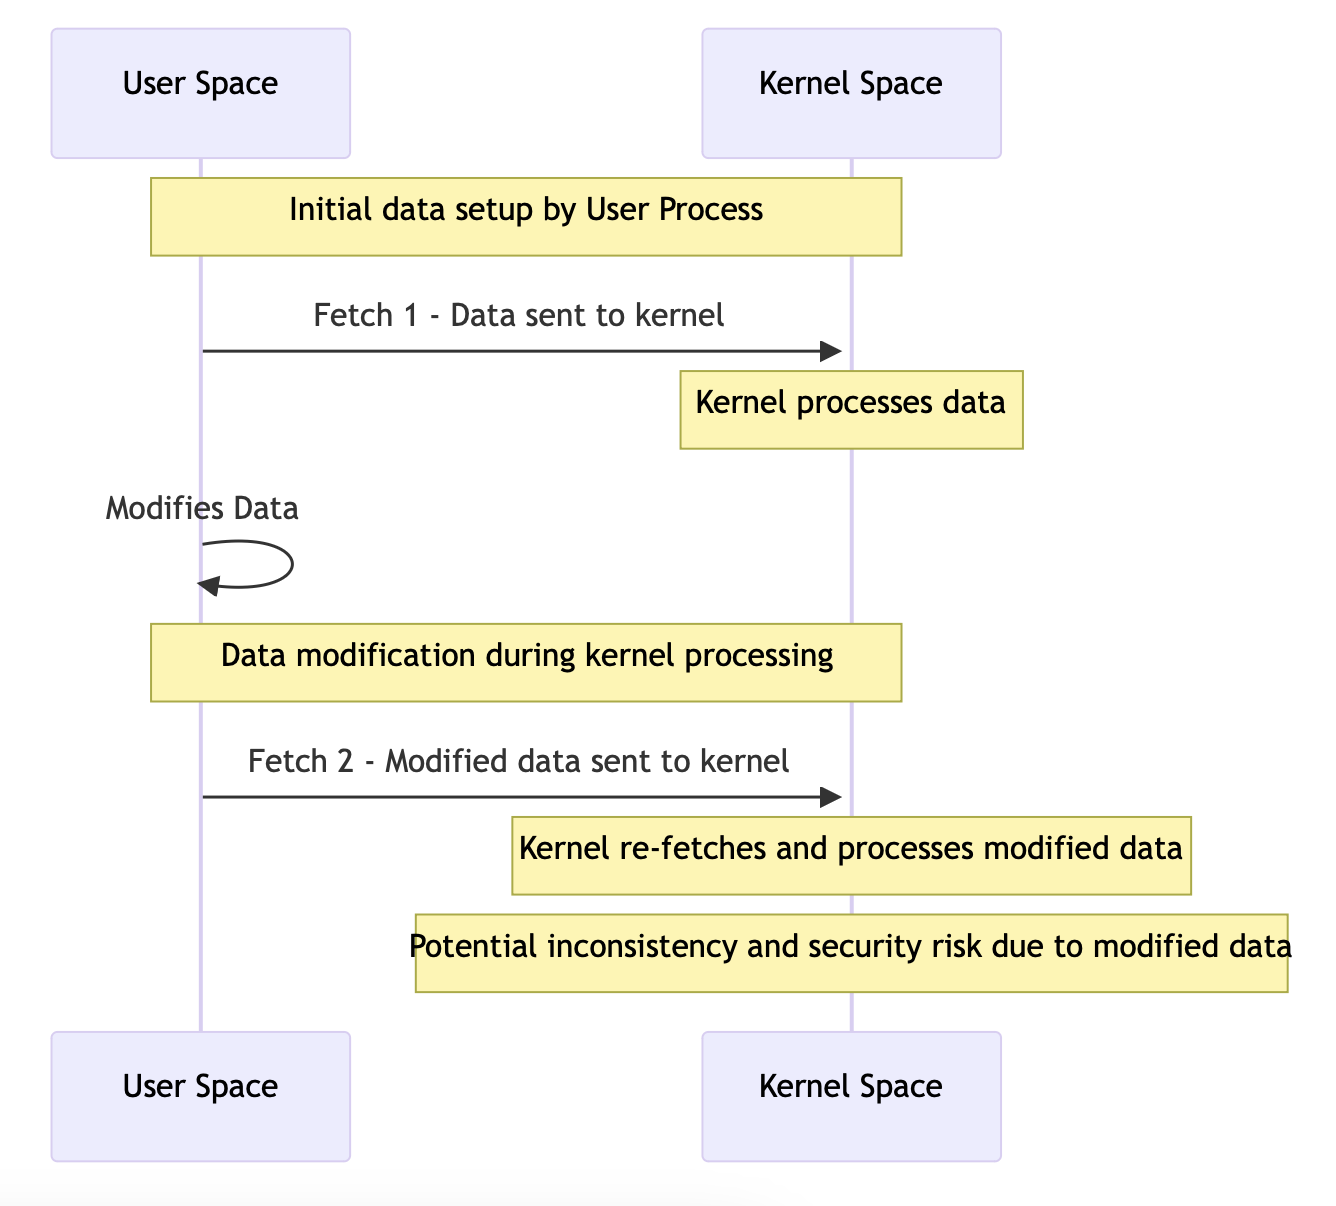 User Space
Kernel Space
Initial data setup by User Process
Fetch 1 - Data sent to kernel
Kernel processes data
Modifies Data
Data modification during kernel processing
Fetch 2 - Modified data sent to kernel
Kernel re-fetches and processes modified data
Potential inconsistency and security risk due to modified data
User Space
Kernel Space